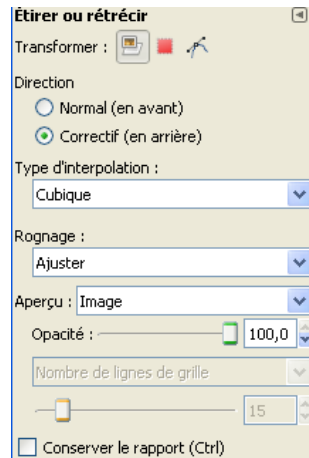 Étirer ou rétrécir
Transformer :
Direction
Normal (en avant)
Correctif (en arrière)
Type d'interpolation :
Cubique
Rognage :
Ajuster
Aperçu : Image
Opacité : 100,0
Nombre de lignes de grille
15
Conserver le rapport (Ctrl)